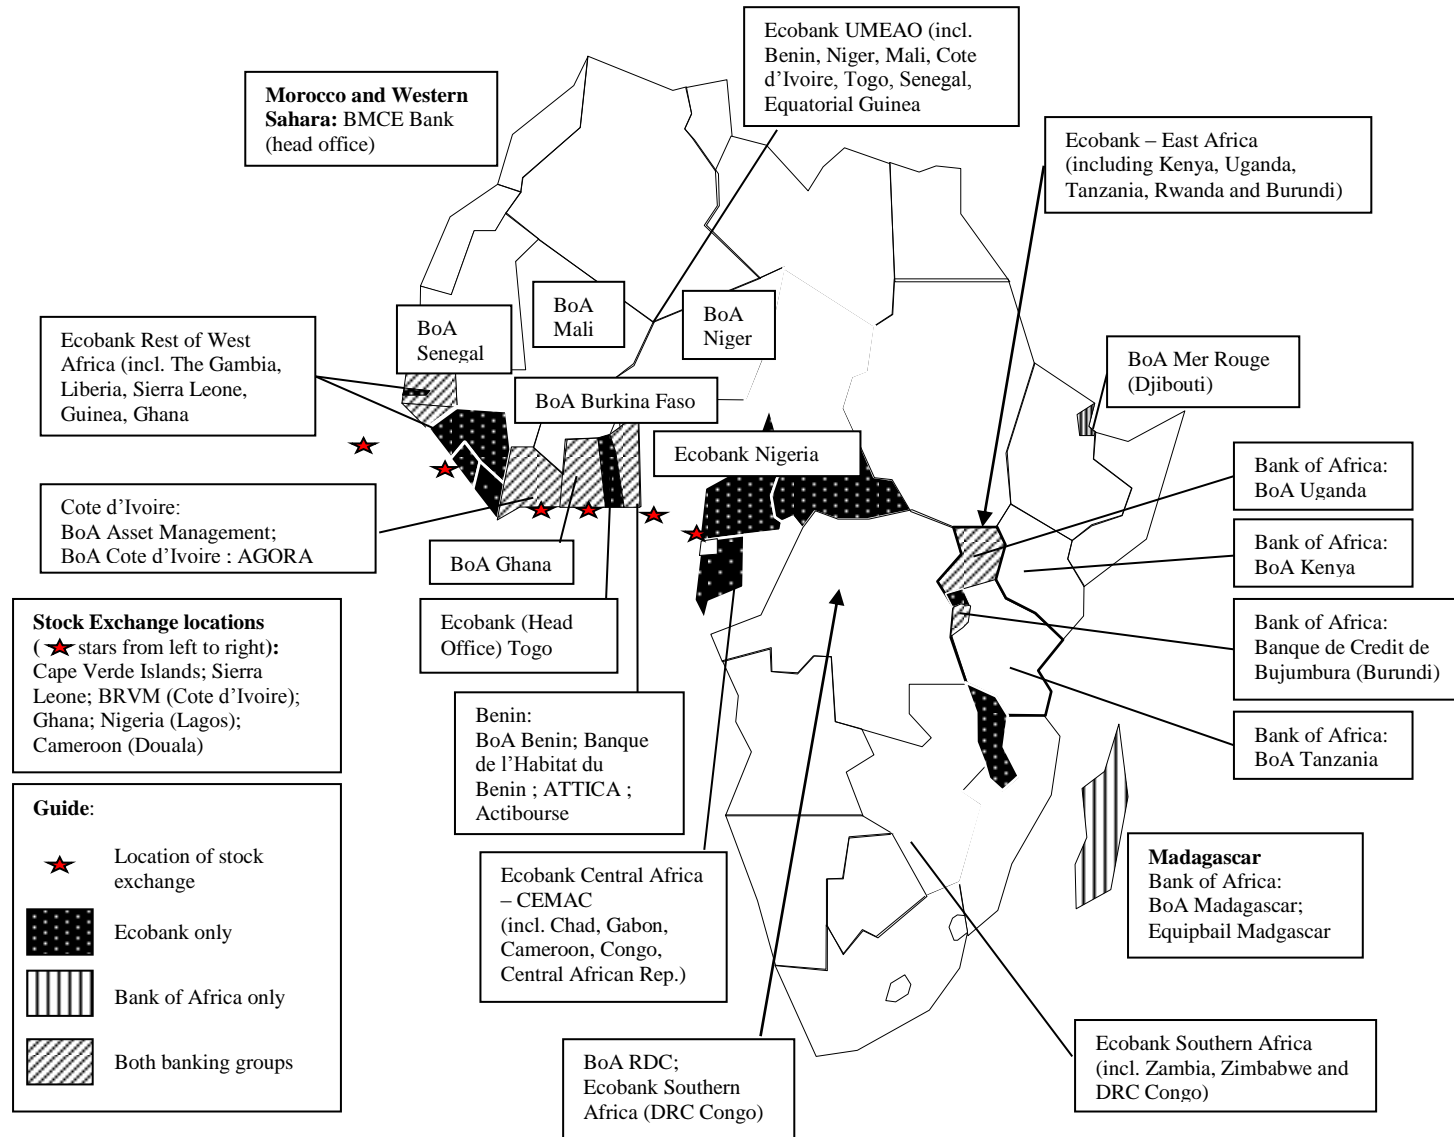 Ecobank UMEAO (incl.
Benin, Niger, Mali, Cote
d’Ivoire, Togo, Senegal,
Equatorial Guinea
Morocco and Western
Sahara: BMCE Bank
(head office)
Ecobank – East Africa
(including Kenya, Uganda,
Tanzania, Rwanda and Burundi)
BoA
Mali
BoA
Niger
BoA
Senegal
Ecobank Rest of West
Africa (incl. The Gambia,
Liberia, Sierra Leone,
Guinea, Ghana
BoA Mer Rouge
(Djibouti)
BoA Burkina Faso
Ecobank Nigeria
Bank of Africa:
BoA Uganda
Cote d’Ivoire:
BoA Asset Management;
BoA Cote d’Ivoire : AGORA
BoA Ghana
Bank of Africa:
BoA Kenya
Stock Exchange locations
( stars from left to right):
Cape Verde Islands; Sierra
Leone; BRVM (Cote d’Ivoire);
Ghana; Nigeria (Lagos);
Cameroon (Douala)
Ecobank (Head
Office) Togo
Bank of Africa:
Banque de Credit de
Bujumbura (Burundi)
Benin:
BoA Benin; Banque
de l’Habitat du
Benin ; ATTICA ;
Actibourse
Bank of Africa:
BoA Tanzania
Guide:
Location of stock
exchange
Ecobank only
Bank of Africa only
Both banking groups
Ecobank Central Africa
– CEMAC
(incl. Chad, Gabon,
Cameroon, Congo,
Central African Rep.)
Madagascar
Bank of Africa:
BoA Madagascar;
Equipbail Madgascar
BoA RDC;
Ecobank Southern
Africa (DRC Congo)
Ecobank Southern Africa
(incl. Zambia, Zimbabwe and
DRC Congo)